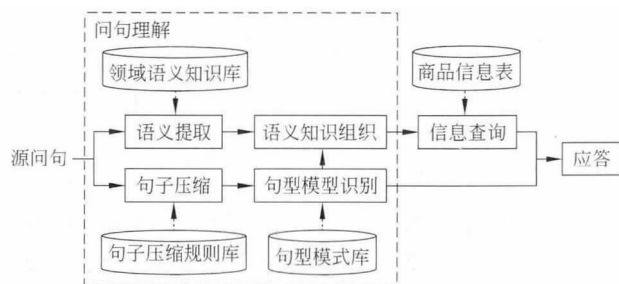 问句理解
领域语义知识库
商品信息表
语义提取
语义知识组织
信息查询
源问句
应答
句子压缩
句型模型识别
句子压缩规则库
句型模式库